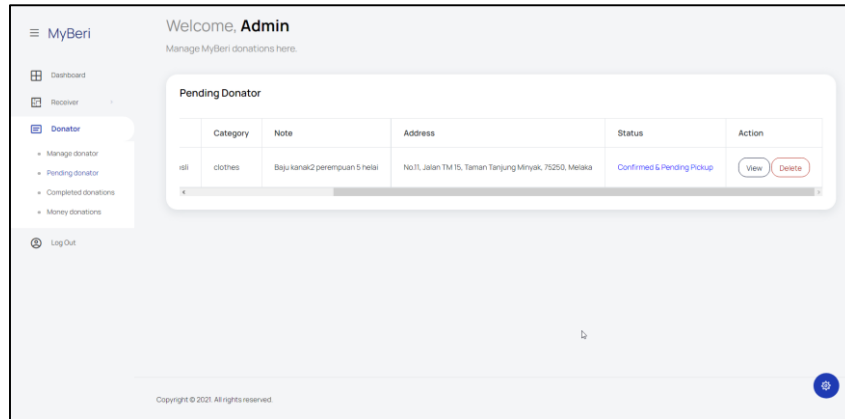 MyBeri
Welcome, Admin
Manage MyBeri donations here.
Dashboard
Receiver
Donator
Manage donator
Pending donator
Completed donations
Money donations
Log Out
Pending Donator
Category Note Address Status Action
clothes Baju kanak2 perempuan 5 helai No.11, Jalan TM 15, Taman Tanjung Minyak, 75250, Melaka Confirmed & Pending Pickup View Delete
Copyright © 2021. All rights reserved.